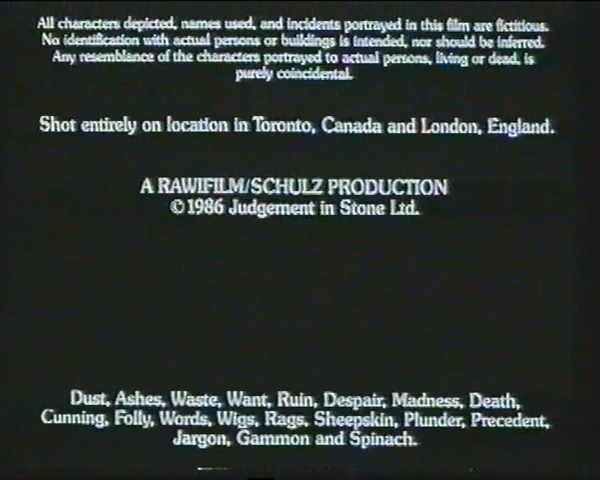 All characters depicted, names used, and incidents portrayed in this film are fictitious.
No identification with actual persons or buildings is intended, nor should be inferred.
Any resemblance of the characters portrayed to actual persons, living or dead, is
purely coincidental.
Shot entirely on location in Toronto, Canada and London, England.
A RAWIFILM/SCHULZ PRODUCTION
©1986 Judgement in Stone Ltd.
Dust, Ashes, Waste, Want, Ruin, Despair, Madness, Death,
Cunning, Folly, Words, Wigs, Rags, Sheepskin, Plunder, Precedent,
Jargon, Gammon and Spinach.